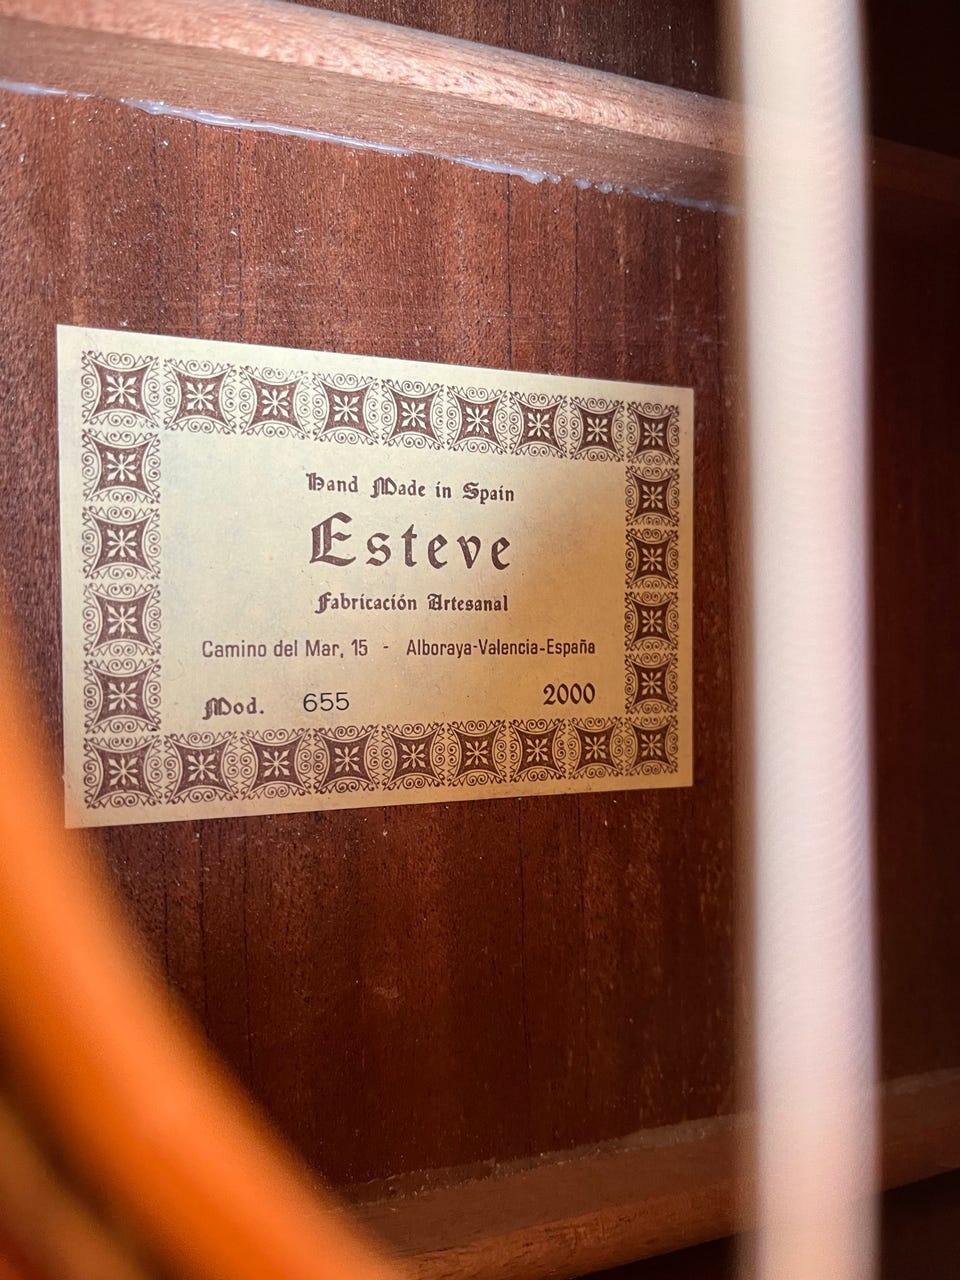 Hand Made in Spain
Esteve
Fabricación Artesanal
Camino del Mar, 15 - Alboraya-Valencia-España
Mod. 655 2000